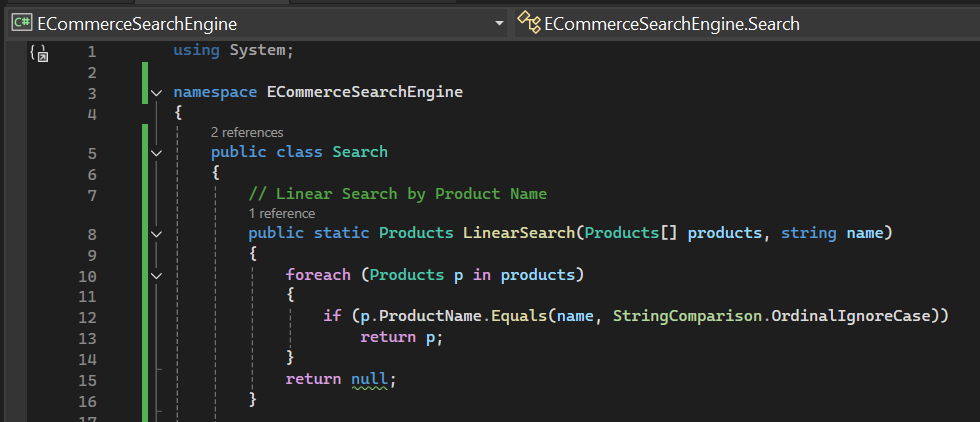 C# ECommerceSearchEngine ECommerceSearchEngine.Search
1 using System;
2
3 namespace ECommerceSearchEngine
4 {
2 references
5 public class Search
6 {
7 // Linear Search by Product Name
1 reference
8 public static Products LinearSearch(Products[] products, string name)
9 {
10 foreach (Products p in products)
11 {
12 if (p.ProductName.Equals(name, StringComparison.OrdinalIgnoreCase))
13 return p;
14 }
15 return null;
16 }
17